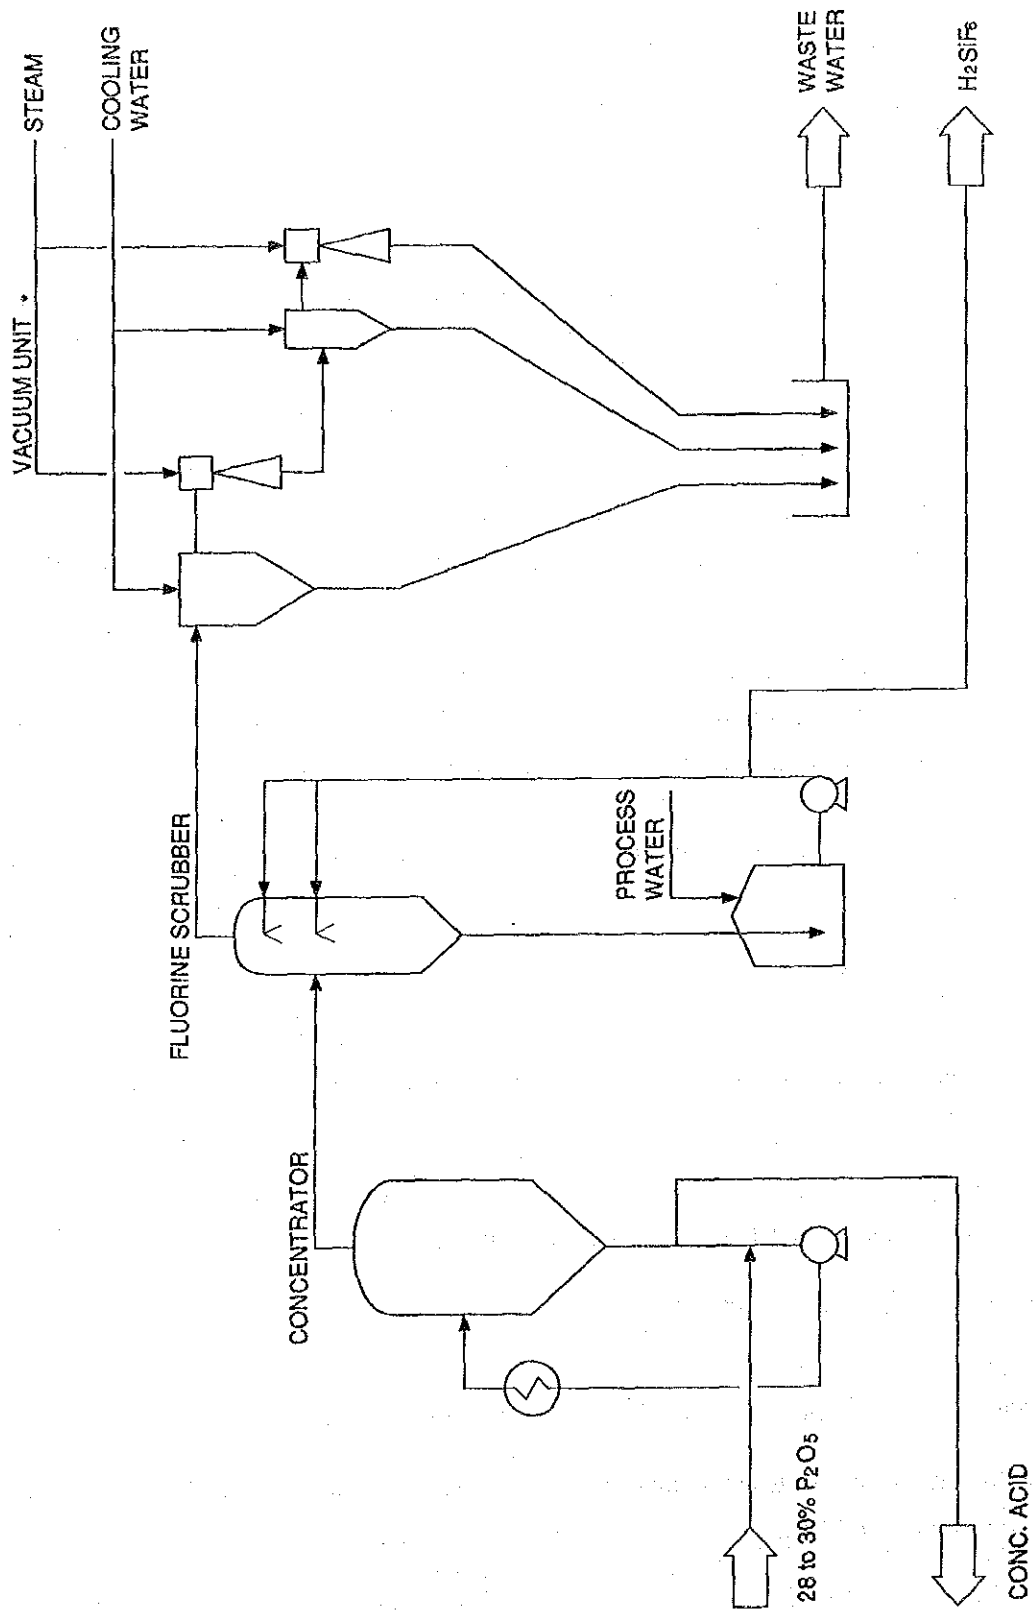 VACUUM UNIT
STEAM
COOLING
WATER
FLUORINE SCRUBBER
CONCENTRATOR
PROCESS
WATER
WASTE
WATER
H₂SiF₆
28 to 30% P₂O₅
CONC. ACID